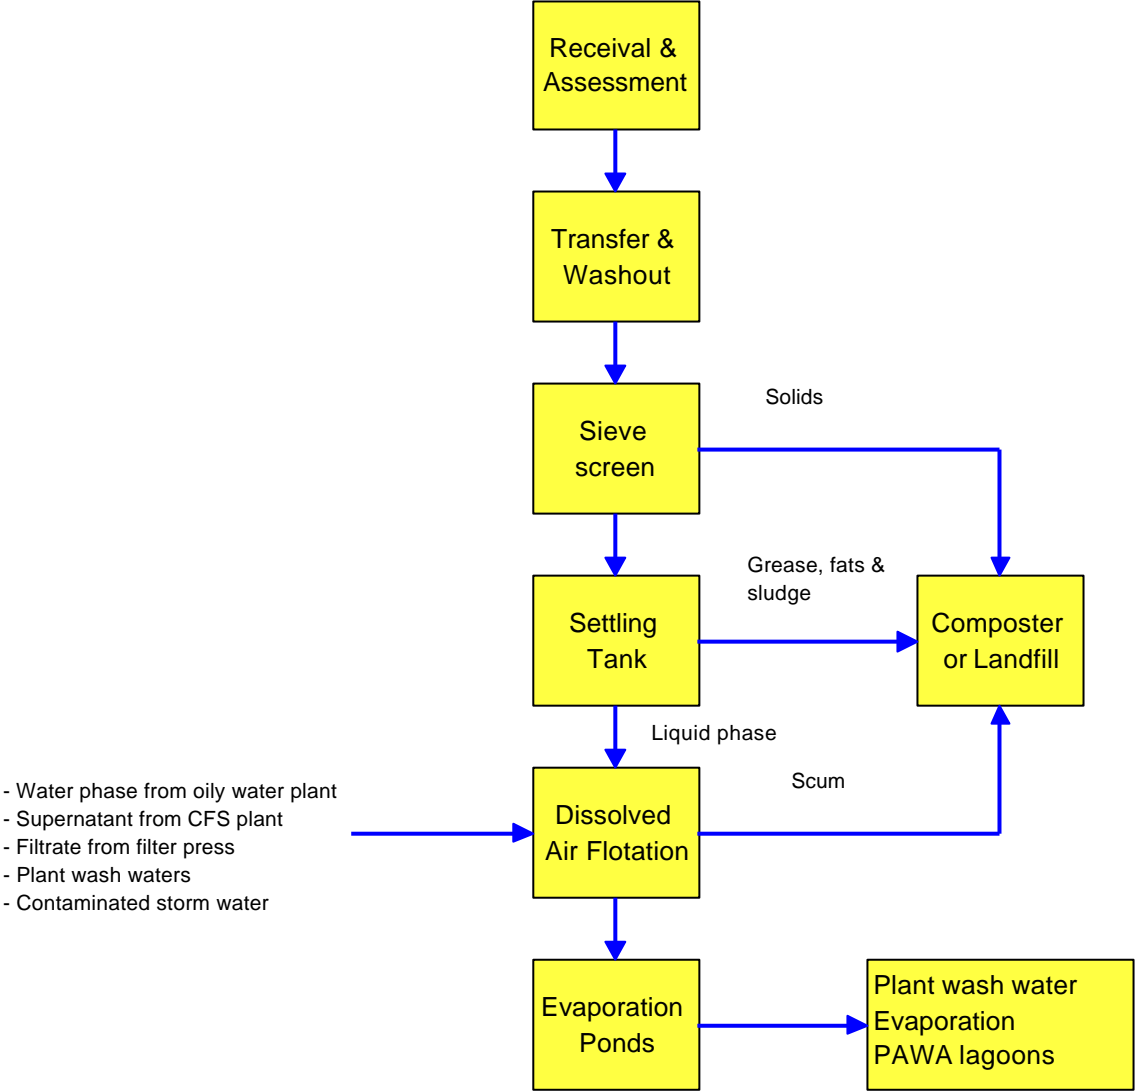 Receival &
Assessment
Transfer &
Washout
Sieve
screen
Solids
Settling
Tank
Grease, fats &
sludge
Composter
or Landfill
Liquid phase
Scum
- Water phase from oily water plant
- Supernatant from CFS plant
- Filtrate from filter press
- Plant wash waters
- Contaminated storm water
Dissolved
Air Flotation
Evaporation
Ponds
Plant wash water
Evaporation
PAWA lagoons